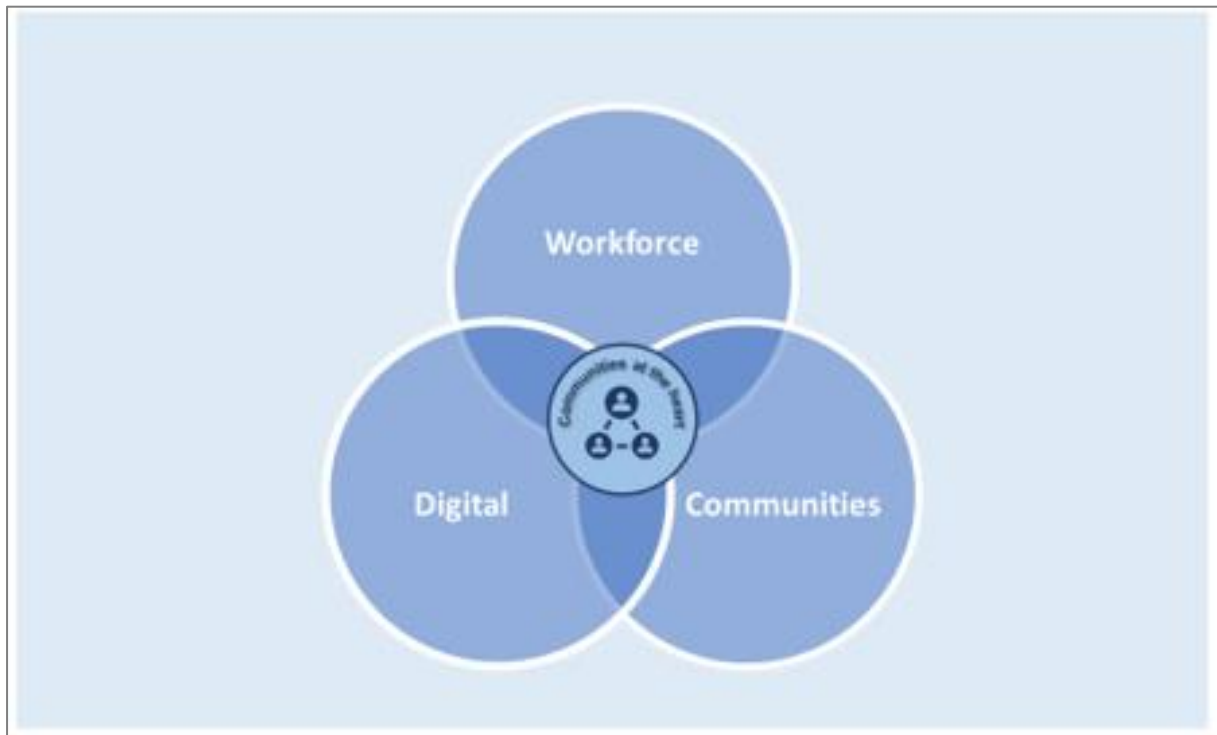 Workforce
Communities at the heart
Digital
Communities